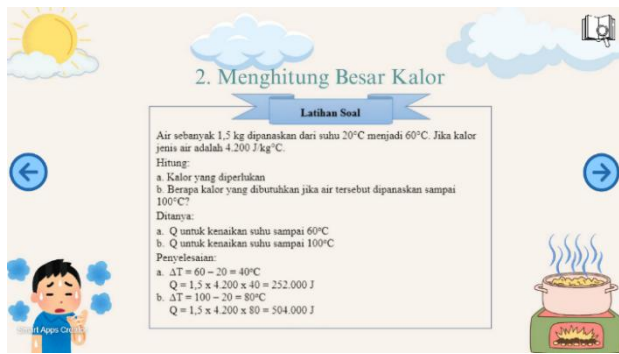 2. Menghitung Besar Kalor
Latihan Soal
Air sebanyak 1,5 kg dipanaskan dari suhu 20°C menjadi 60°C. Jika kalor
jenis air adalah 4.200 J/kg°C.
Hitung:
a. Kalor yang diperlukan
b. Berapa kalor yang dibutuhkan jika air tersebut dipanaskan sampai
100°C?
Ditanya:
a. Q untuk kenaikan suhu sampai 60°C
b. Q untuk kenaikan suhu sampai 100°C
Penyelesaian:
a. ΔT = 60 – 20 = 40°C
Q = 1,5 x 4.200 x 40 = 252.000 J
b. ΔT = 100 – 20 = 80°C
Q = 1,5 x 4.200 x 80 = 504.000 J
Smart Apps Creator